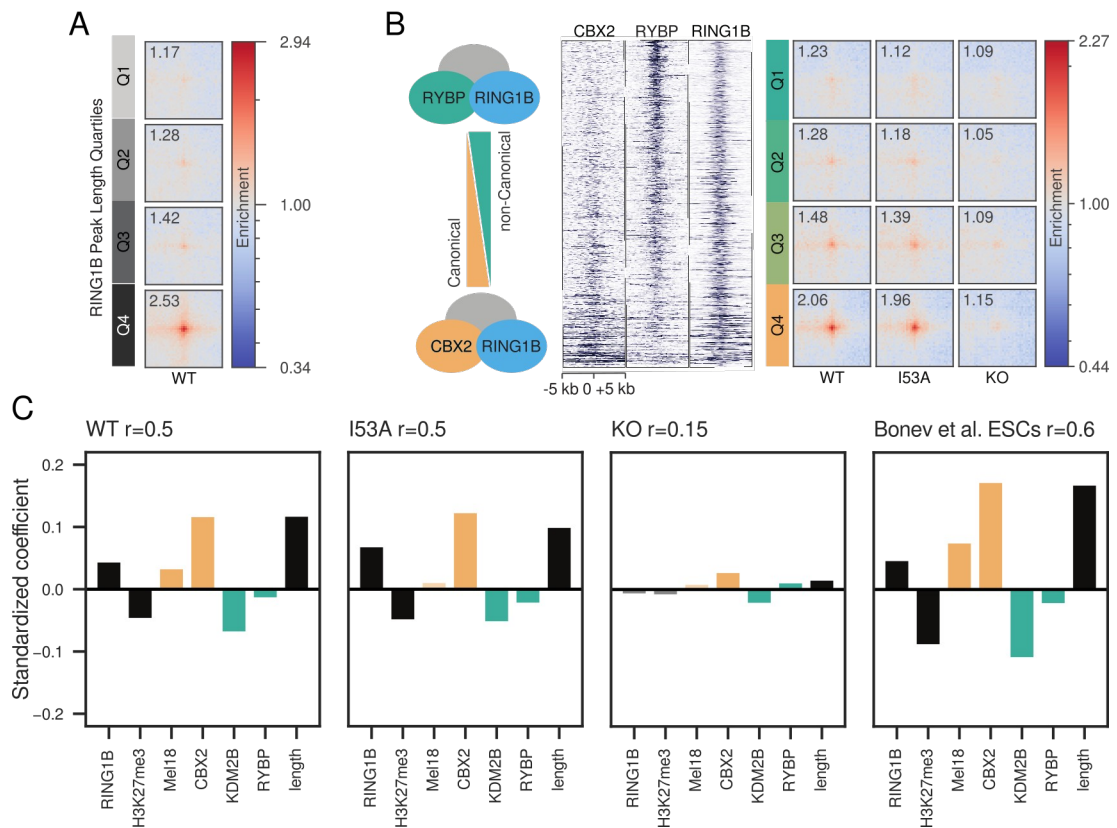 A
RING1B Peak Length Quartiles
Q1
1.17
Q2
1.28
Q3
1.42
Q4
2.53
WT
2.94
1.00
0.34
Enrichment
B
RYBP
RING1B
Canonical
non-Canonical
CBX2
RING1B
CBX2 RYBP RING1B
-5 kb 0 +5 kb
Q1
1.23 1.12 1.09
Q2
1.28 1.18 1.05
Q3
1.48 1.39 1.09
Q4
2.06 1.96 1.15
WT I53A KO
2.27
1.00
0.44
Enrichment
C
WT r=0.5
I53A r=0.5
KO r=0.15
Bonev et al. ESCs r=0.6
Standardized coefficient
0.2
0.1
0.0
−0.1
−0.2
RING1B H3K27me3 Mel18 CBX2 KDM2B RYBP length
RING1B H3K27me3 Mel18 CBX2 KDM2B RYBP length
RING1B H3K27me3 Mel18 CBX2 KDM2B RYBP length
RING1B H3K27me3 Mel18 CBX2 KDM2B RYBP length